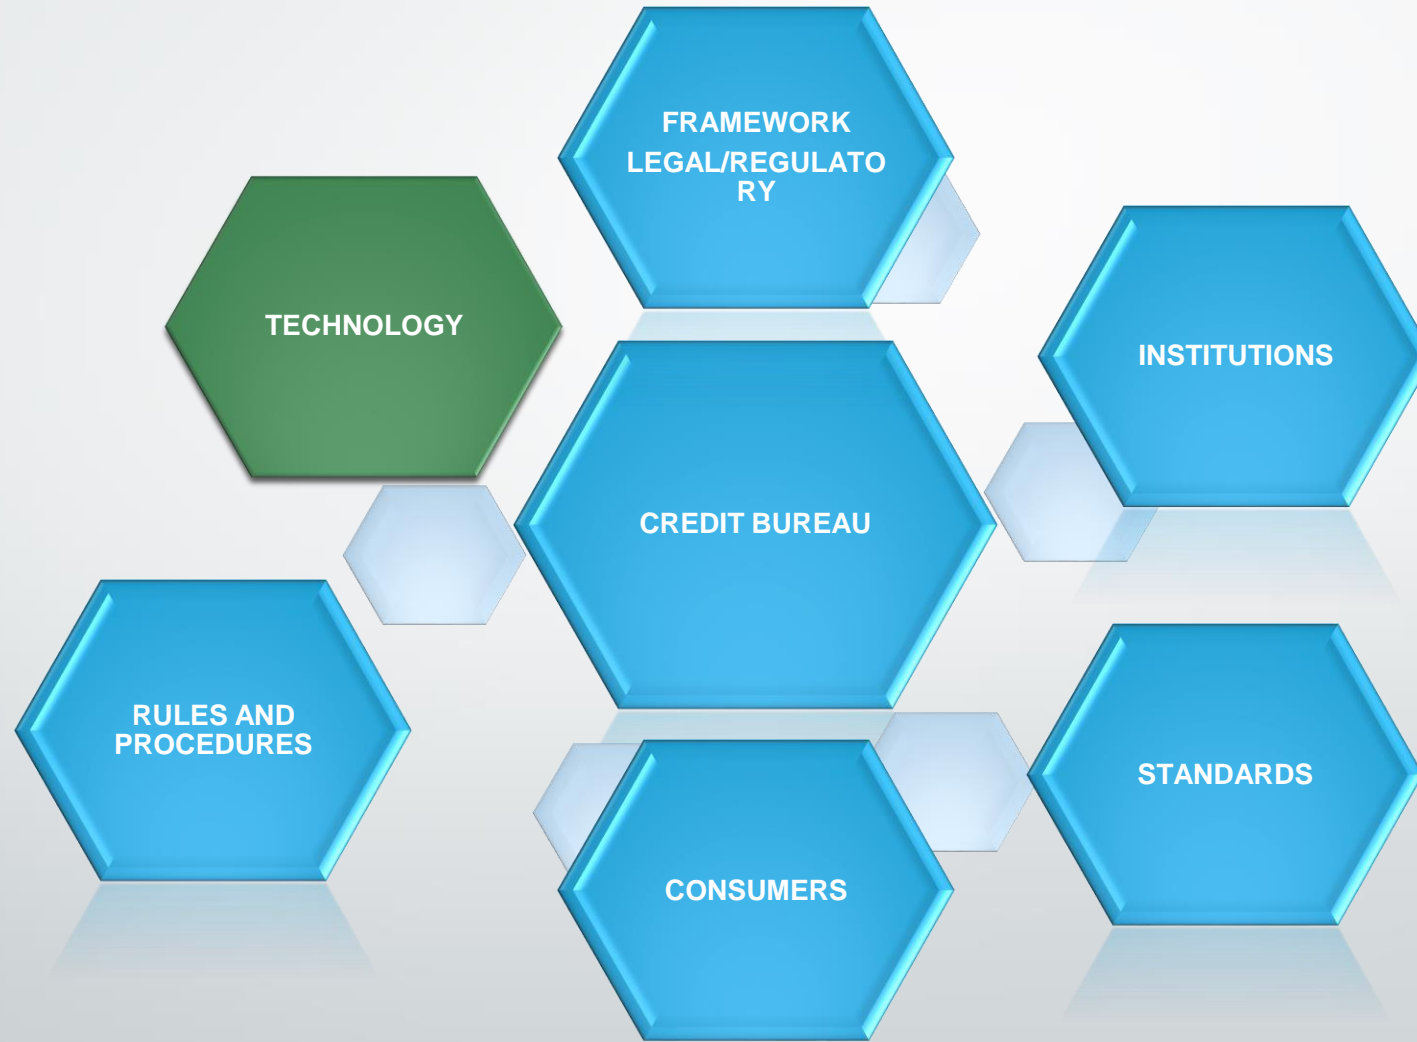 FRAMEWORK
LEGAL/REGULATO
RY
TECHNOLOGY
INSTITUTIONS
CREDIT BUREAU
RULES AND
PROCEDURES
STANDARDS
CONSUMERS